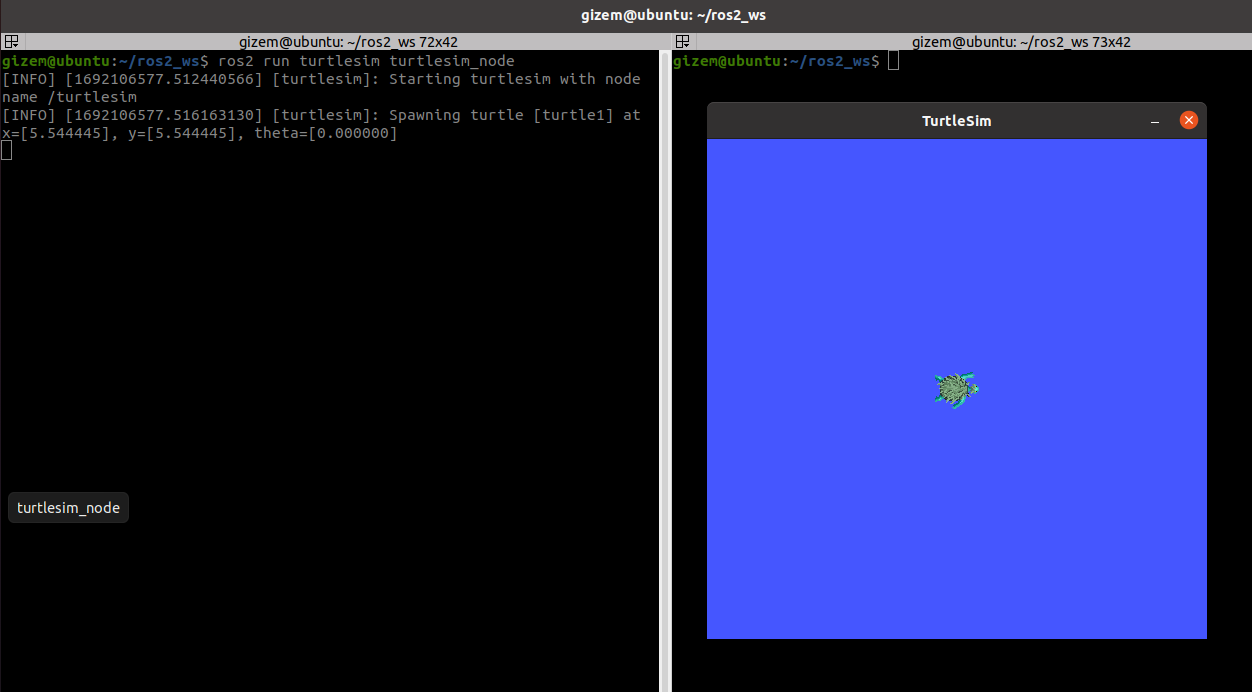 gizem@ubuntu: ~/ros2_ws
gizem@ubuntu: ~/ros2_ws 72x42
gizem@ubuntu:~/ros2_ws$ ros2 run turtlesim turtlesim_node
[INFO] [1692106577.512440566] [turtlesim]: Starting turtlesim with node
name /turtlesim
[INFO] [1692106577.516163130] [turtlesim]: Spawning turtle [turtle1] at
x=[5.544445], y=[5.544445], theta=[0.000000]
turtlesim_node
gizem@ubuntu: ~/ros2_ws 73x42
gizem@ubuntu:~/ros2_ws$
TurtleSim